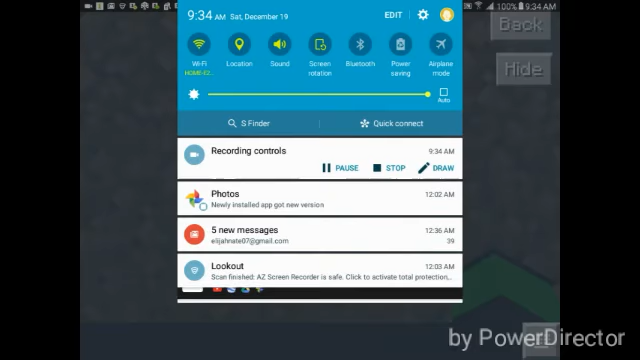 100% 9:34 AM
9:34 AM Sat, December 19 EDIT
Wi-Fi Location Sound Screen rotation Bluetooth Power saving Airplane mode
Auto
S Finder Quick connect
Recording controls 9:34 AM
PAUSE STOP DRAW
Photos 12:02 AM
Newly installed app got new version
5 new messages 12:36 AM
elijahnate07@gmail.com 39
Lookout 12:03 AM
Scan finished: AZ Screen Recorder is safe. Click to activate total protection...
Back
Hide
by PowerDirector